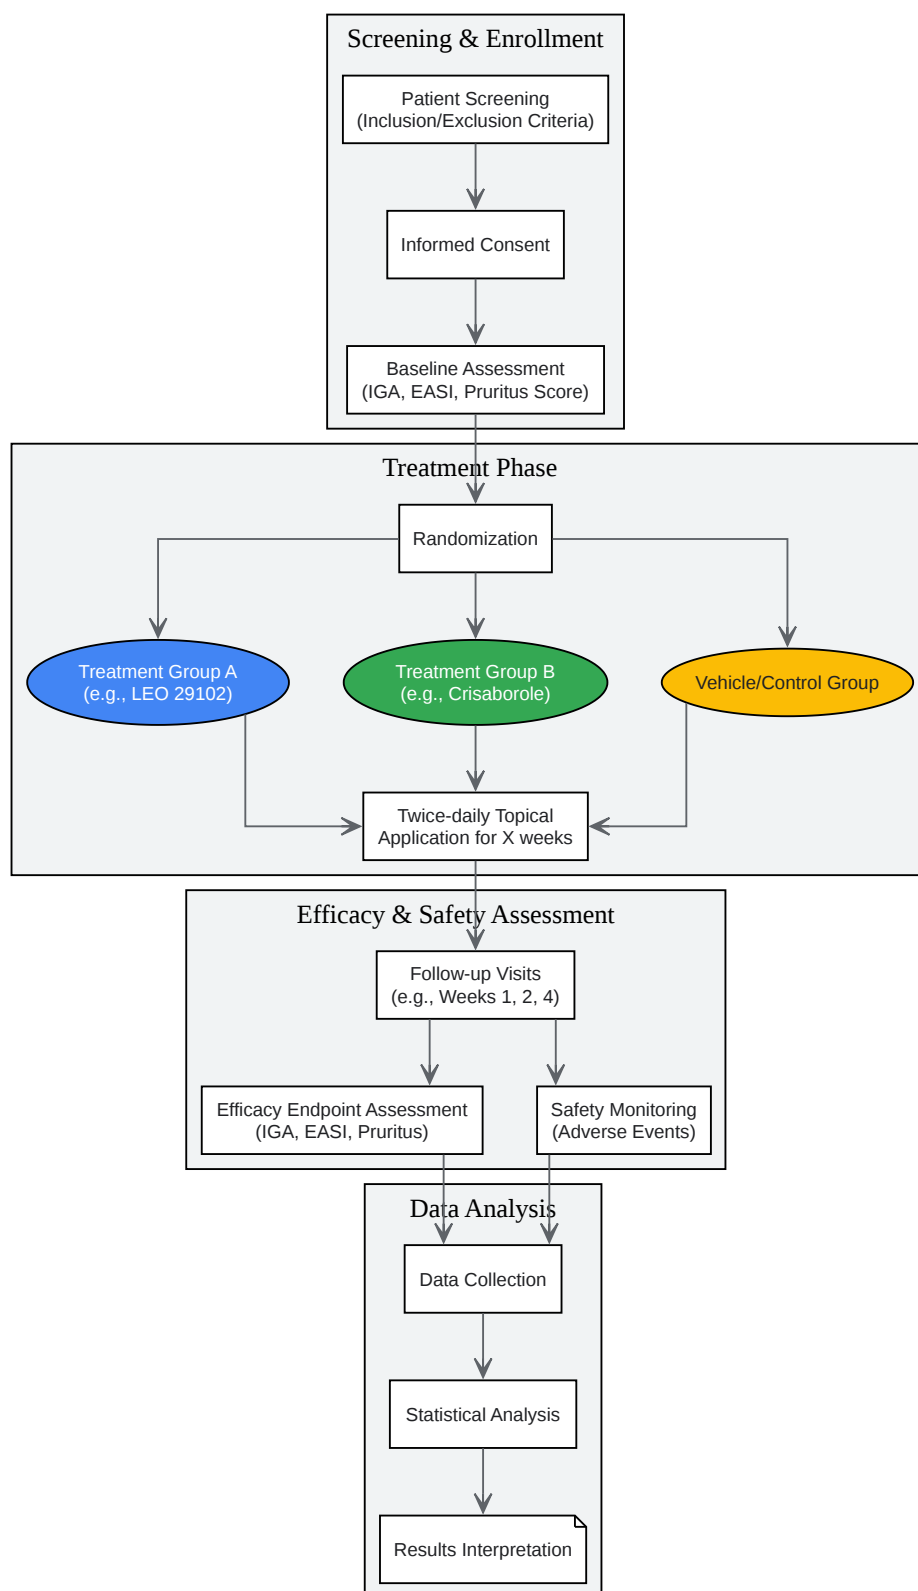 Screening & Enrollment
Patient Screening
(Inclusion/Exclusion Criteria)
Informed Consent
Baseline Assessment
(IGA, EASI, Pruritus Score)
Treatment Phase
Randomization
Treatment Group A
(e.g., LEO 29102)
Treatment Group B
(e.g., Crisaborole)
Vehicle/Control Group
Twice-daily Topical
Application for X weeks
Efficacy & Safety Assessment
Follow-up Visits
(e.g., Weeks 1, 2, 4)
Efficacy Endpoint Assessment
(IGA, EASI, Pruritus)
Safety Monitoring
(Adverse Events)
Data Analysis
Data Collection
Statistical Analysis
Results Interpretation